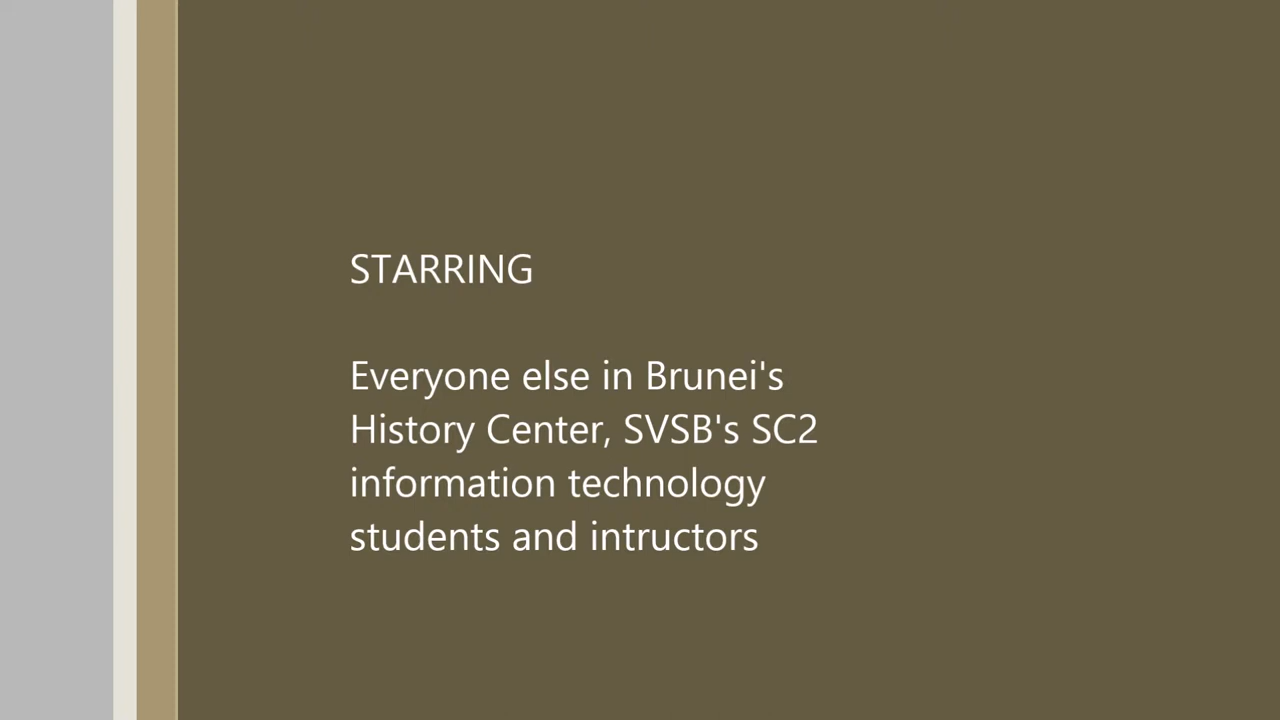 STARRING
Everyone else in Brunei's
History Center, SVSB's SC2
information technology
students and intructors